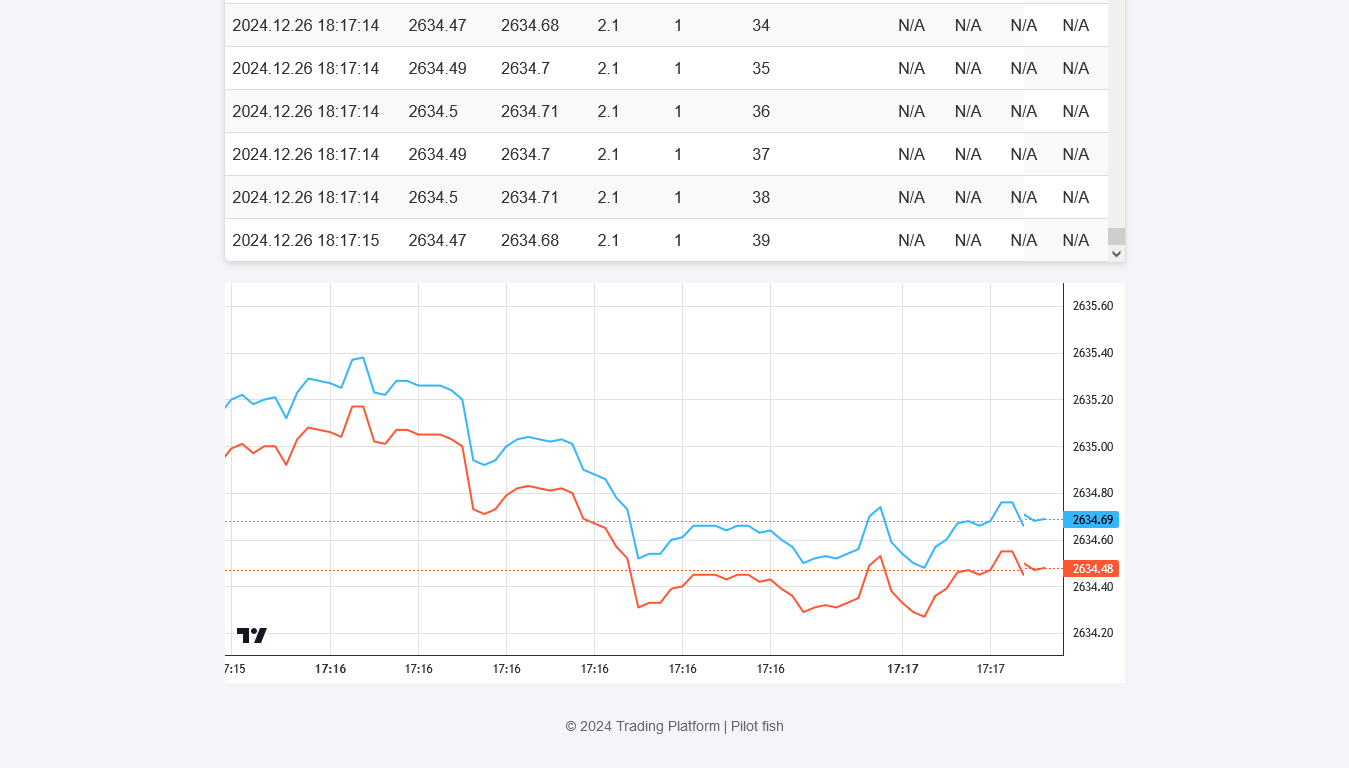 2024.12.26 18:17:14 2634.47 2634.68 2.1 1 34 N/A N/A N/A N/A
2024.12.26 18:17:14 2634.49 2634.7 2.1 1 35 N/A N/A N/A N/A
2024.12.26 18:17:14 2634.5 2634.71 2.1 1 36 N/A N/A N/A N/A
2024.12.26 18:17:14 2634.49 2634.7 2.1 1 37 N/A N/A N/A N/A
2024.12.26 18:17:14 2634.5 2634.71 2.1 1 38 N/A N/A N/A N/A
2024.12.26 18:17:15 2634.47 2634.68 2.1 1 39 N/A N/A N/A N/A
2635.60
2635.40
2635.20
2635.00
2634.80
2634.69
2634.60
2634.48
2634.40
2634.20
7:15 17:16 17:16 17:16 17:16 17:16 17:16 17:17 17:17
© 2024 Trading Platform | Pilot fish